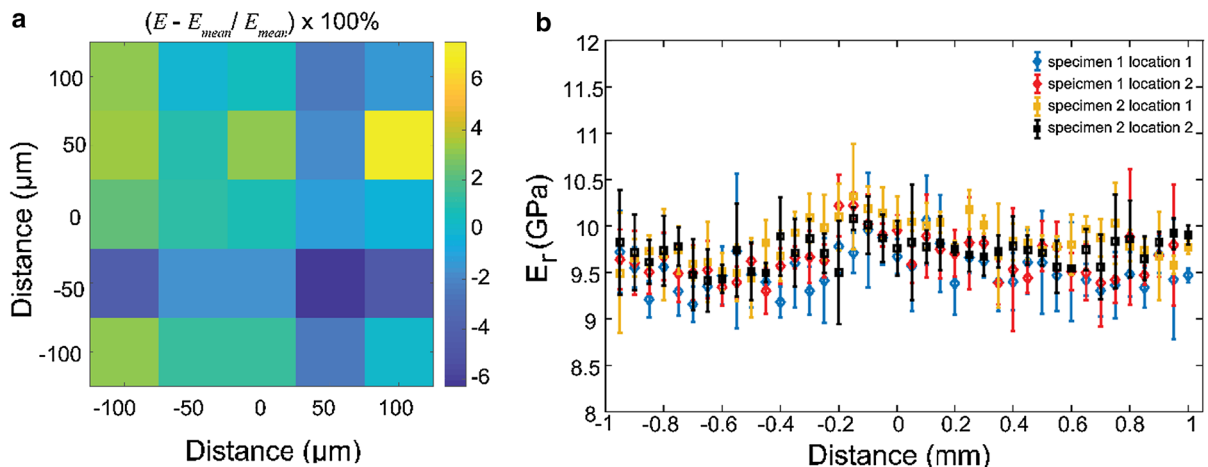 a
(E - E_mean/ E_mean) x 100%
100
50
0
-50
-100
-100 -50 0 50 100
Distance (µm)
Distance (µm)
6
4
2
0
-2
-4
-6
b
12
11.5
11
10.5
10
9.5
9
8.5
8
E_r (GPa)
-1 -0.8 -0.6 -0.4 -0.2 0 0.2 0.4 0.6 0.8 1
Distance (mm)
specimen 1 location 1
speicmen 1 location 2
specimen 2 location 1
specimen 2 location 2